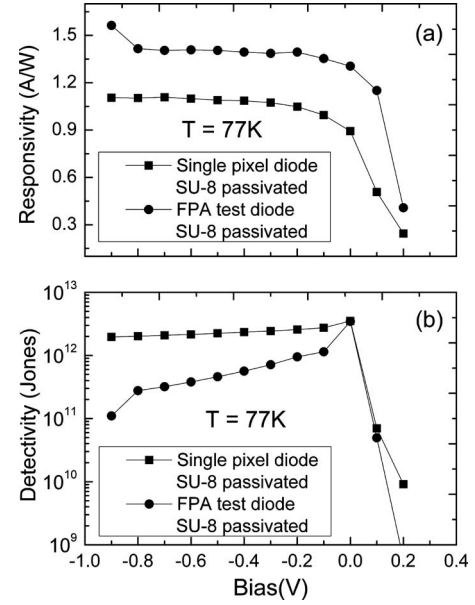 (a)
1.5
1.2
0.9
0.6
0.3
Responsivity (A/W)
T = 77K
Single pixel diode
SU-8 passivated
FPA test diode
SU-8 passivated
(b)
10¹³
10¹²
10¹¹
10¹⁰
10⁹
Detectivity (Jones)
T = 77K
Single pixel diode
SU-8 passivated
FPA test diode
SU-8 passivated
-1.0 -0.8 -0.6 -0.4 -0.2 0.0 0.2 0.4
Bias(V)